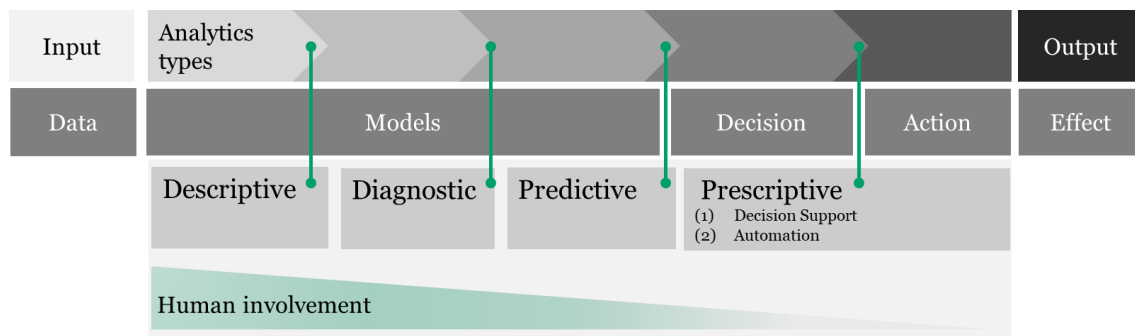 Input
Analytics
types
Output
Data
Models
Decision
Action
Effect
Descriptive
Diagnostic
Predictive
Prescriptive
(1) Decision Support
(2) Automation
Human involvement